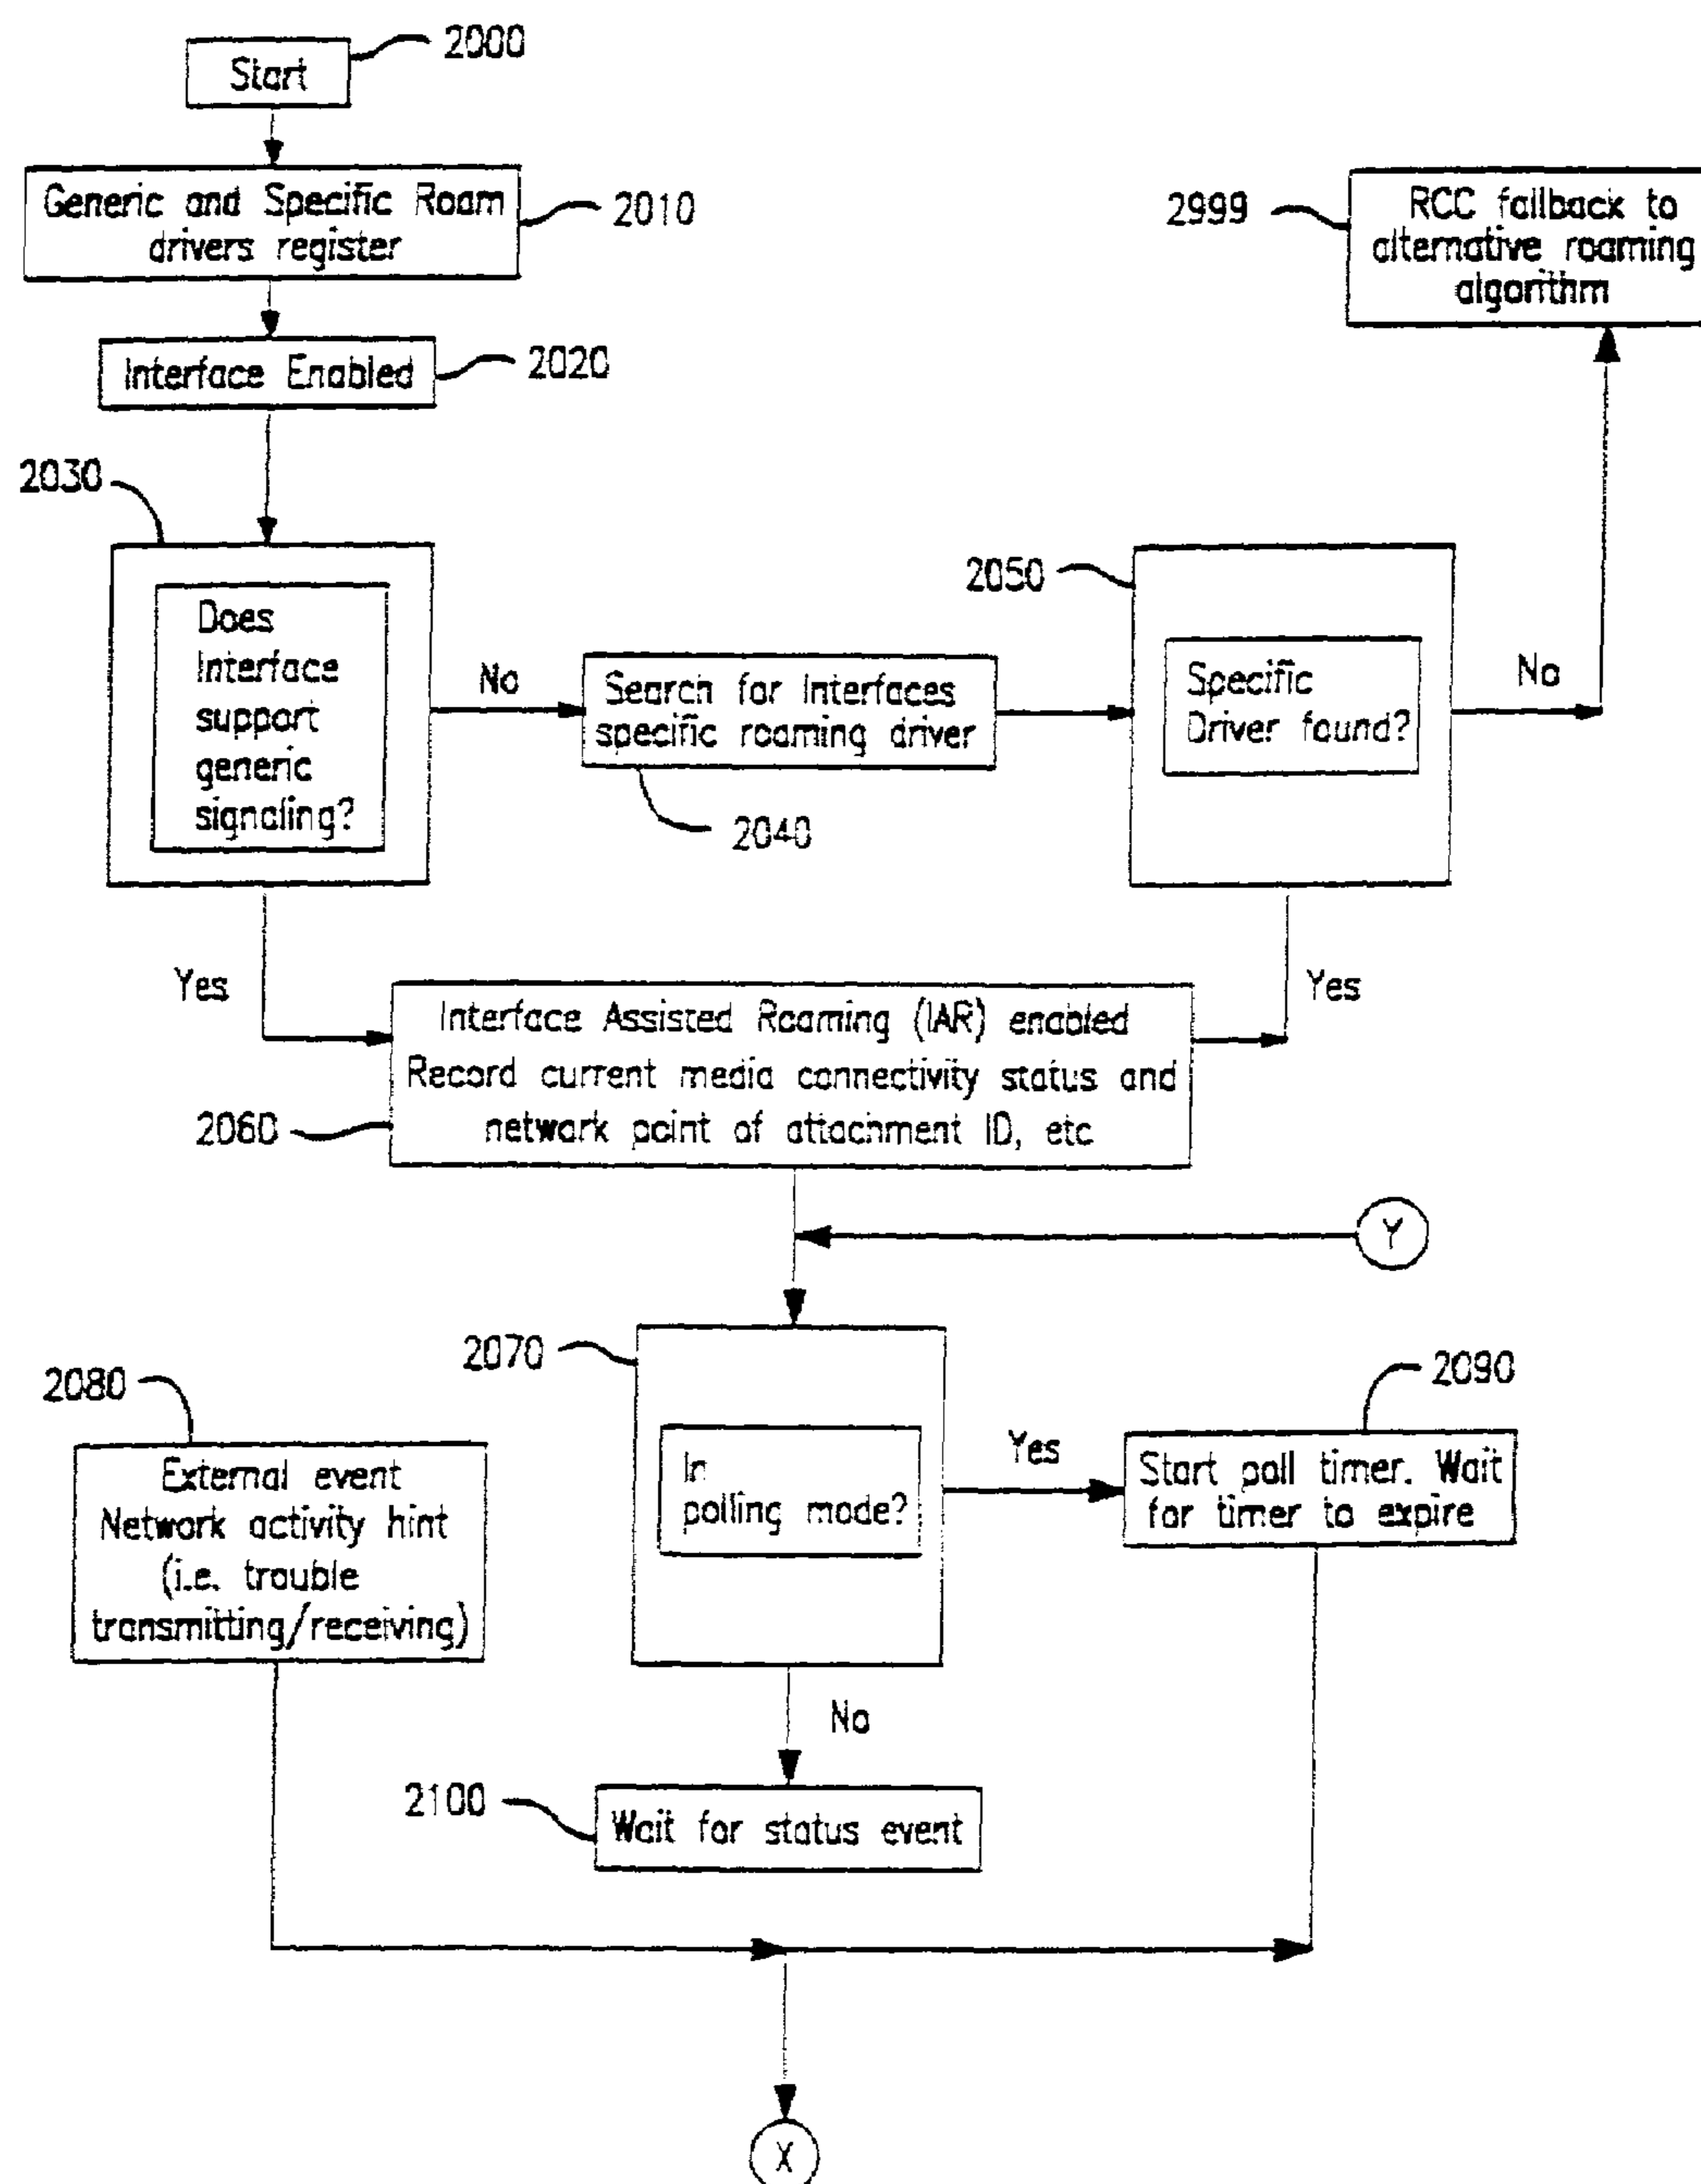 2000
Start
Generic and Specific Roam
drivers register
2010
2999
RCC fallback to
alternative roaming
algorithm
Interface Enabled
2020
2030
Does
Interface
support
generic
signaling?
No
Search for Interfaces
specific roaming driver
2040
2050
Specific
Driver found?
No
Yes
Yes
Interface Assisted Roaming (IAR) enabled
Record current media connectivity status and
network point of attachment ID, etc
2060
Y
2070
In
polling mode?
Yes
2090
Start poll timer. Wait
for timer to expire
2080
External event
Network activity hint
(i.e. trouble
transmitting/receiving)
No
2100
Wait for status event
X